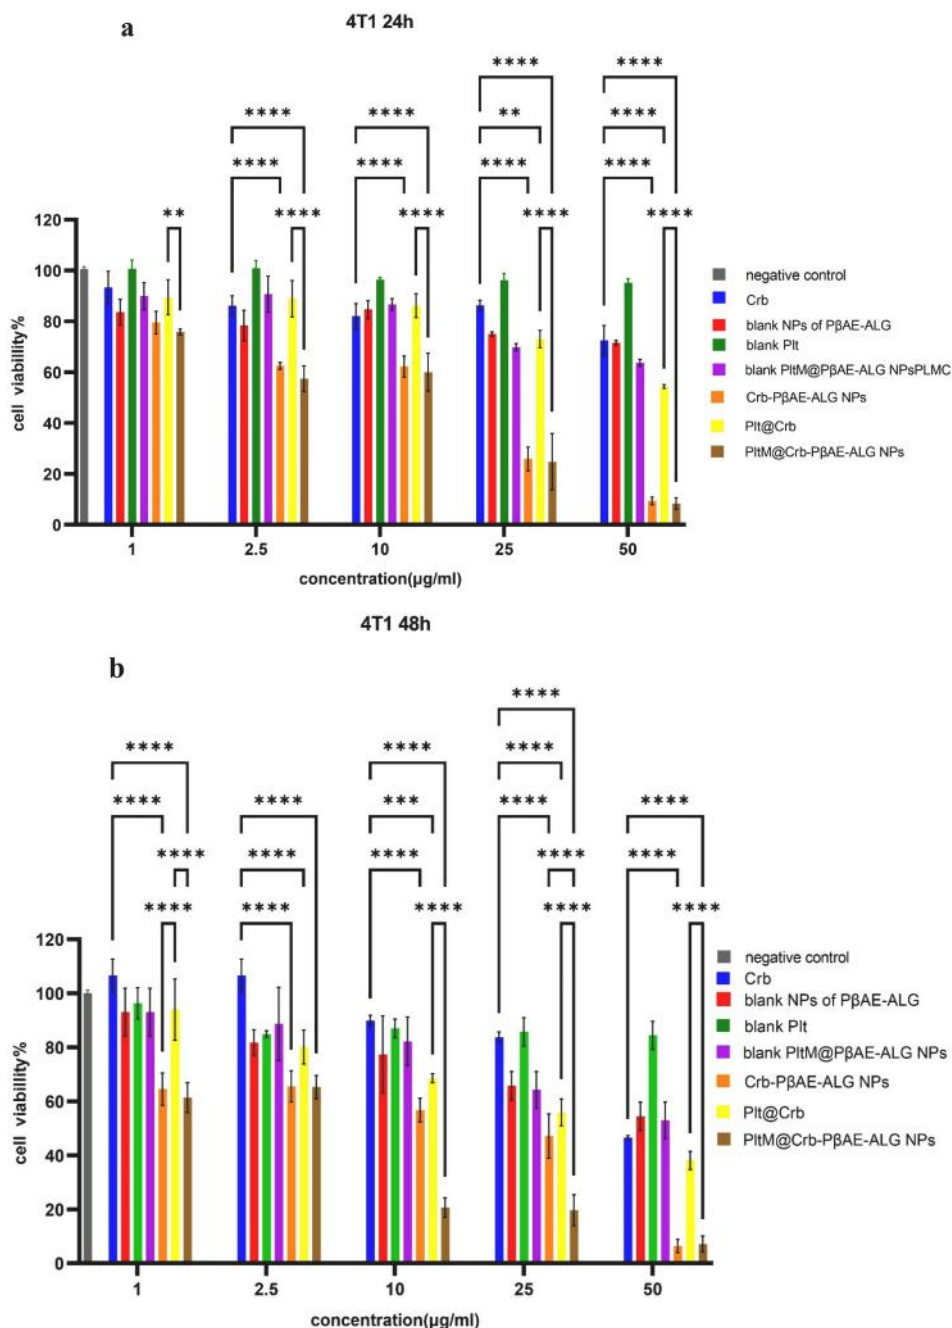 a
4T1 24h
**** ****
**** **** ** ****
**** **** **** ****
** **** **** **** ****
cell viabillity%
120
100
80
60
40
20
0
1 2.5 10 25 50
concentration(µg/ml)
negative control
Crb
blank NPs of PβAE-ALG
blank Plt
blank PltM@PβAE-ALG NPsPLMC
Crb-PβAE-ALG NPs
Plt@Crb
PltM@Crb-PβAE-ALG NPs
4T1 48h
b
****
**** **** ****
**** **** *** **** ****
**** **** **** **** ****
**** **** **** **** ****
cell viabillity%
120
100
80
60
40
20
0
1 2.5 10 25 50
concentration(µg/ml)
negative control
Crb
blank NPs of PβAE-ALG
blank Plt
blank PltM@PβAE-ALG NPs
Crb-PβAE-ALG NPs
Plt@Crb
PltM@Crb-PβAE-ALG NPs